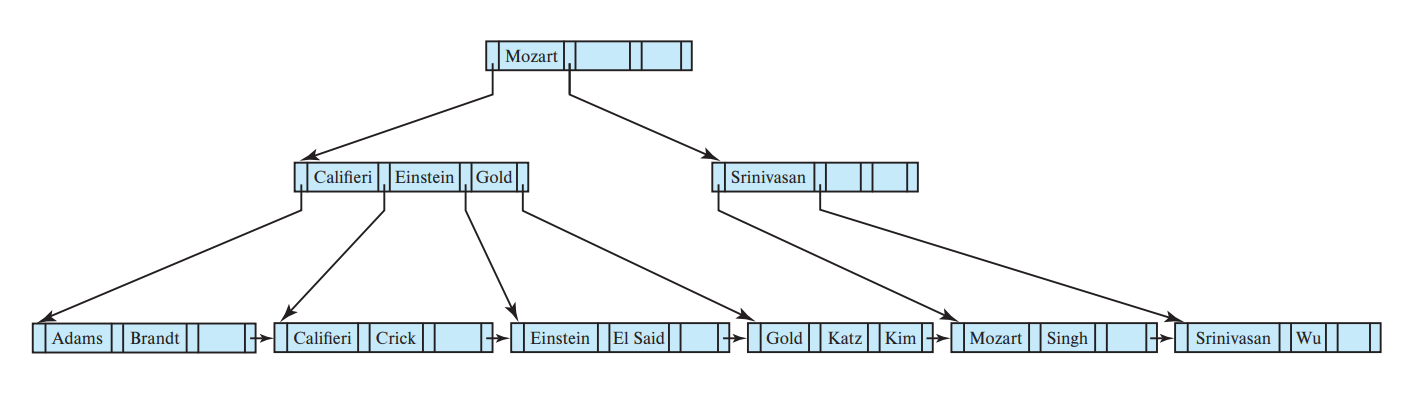 Mozart
Califieri Einstein Gold Srinivasan
Adams Brandt Califieri Crick Einstein El Said Gold Katz Kim Mozart Singh Srinivasan Wu